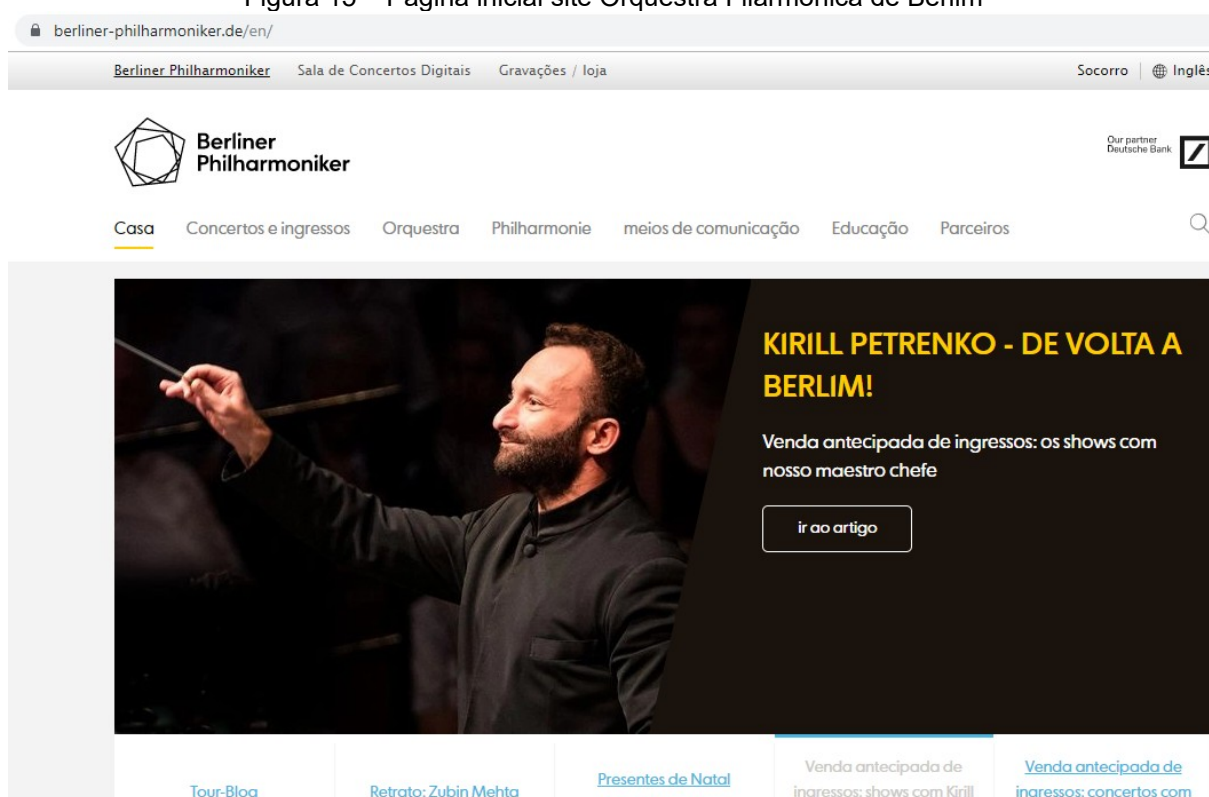 Figura 15 – Página inicial site Orquestra Filarmônica de Berlim
berliner-philharmoniker.de/en/
Berliner Philharmoniker Sala de Concertos Digitais Gravações / loja Socorro Inglês
Berliner
Philharmoniker
Our partner
Deutsche Bank
Casa Concertos e ingressos Orquestra Philharmonie meios de comunicação Educação Parceiros
KIRILL PETRENKO - DE VOLTA A
BERLIM!
Venda antecipada de ingressos: os shows com
nosso maestro chefe
ir ao artigo
Tour-Blog
Retrato: Zubin Mehta
Presentes de Natal
Venda antecipada de
ingressos: shows com Kirill
Venda antecipada de
ingressos: concertos com